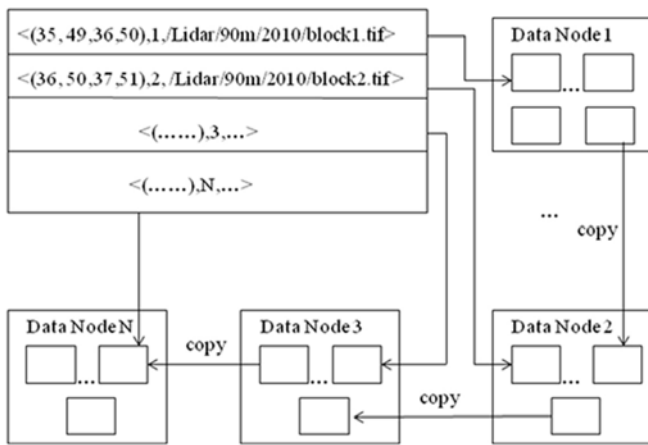 <(35, 49,36,50),1,/Lidar/90m/2010/block1.tif>
<(36, 50,37,51),2, /Lidar/90m/2010/block2.tif>
<(……),3,…>
<(……),N,…>
Data Node 1
...
...
copy
Data Node N
...
copy
Data Node 3
...
copy
Data Node 2
...